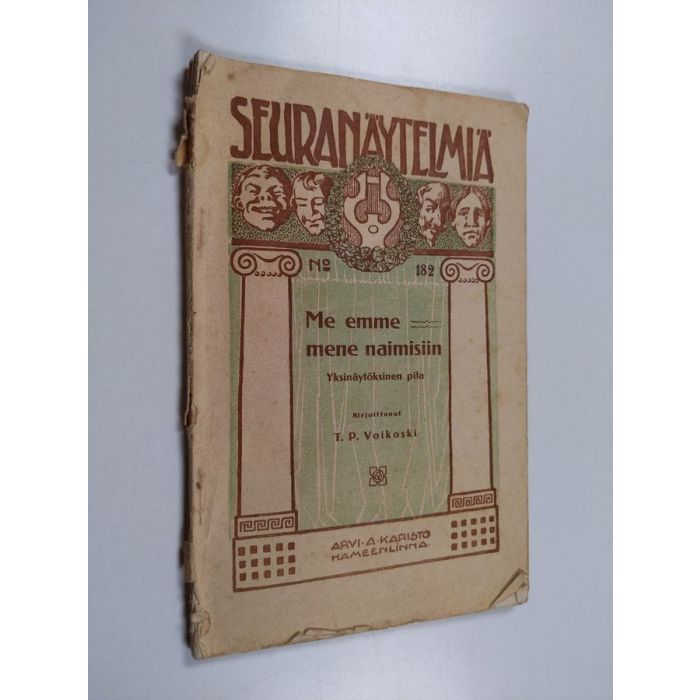 SEURANÄYTELMIÄ
No 182
Me emme
mene naimisiin
Yksinäytöksinen pila
Kirjoittanut
T. P. Voikoski
ARVI·A·KARISTO
HÄMEENLINNA.